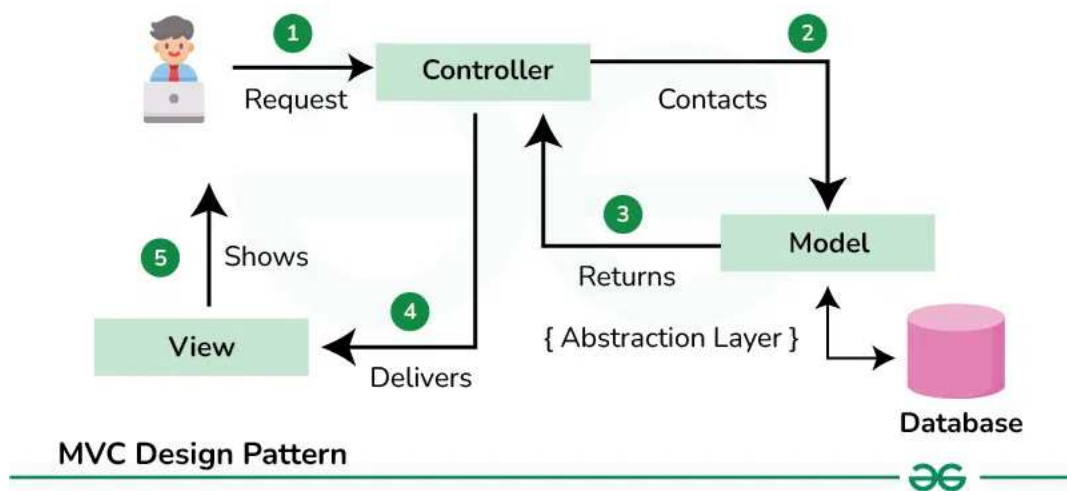 1
2
Controller
Request
Contacts
3
Model
5
Shows
Returns
4
{ Abstraction Layer }
View
Delivers
Database
MVC Design Pattern